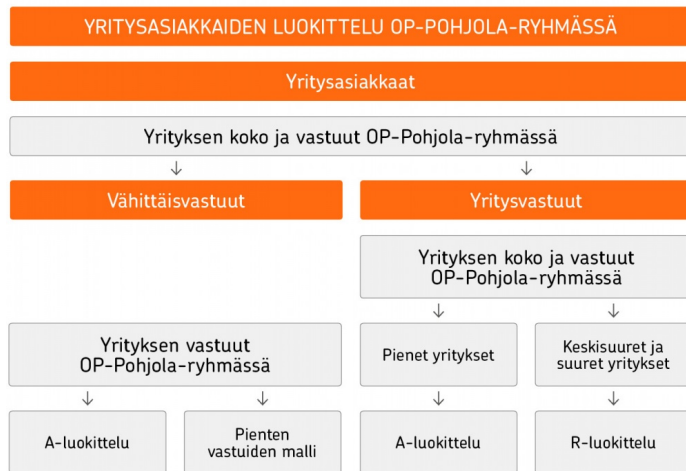 YRITYSASIAKKAIDEN LUOKITTELU OP-POHJOLA-RYHMÄSSÄ
Yritysasiakkaat
Yrityksen koko ja vastuut OP-Pohjola-ryhmässä
Vähittäisvastuut
Yritysvastuut
Yrityksen koko ja vastuut
OP-Pohjola-ryhmässä
Yrityksen vastuut
OP-Pohjola-ryhmässä
Pienet yritykset
Keskisuuret ja
suuret yritykset
A-luokittelu
Pienten
vastuiden malli
A-luokittelu
R-luokittelu